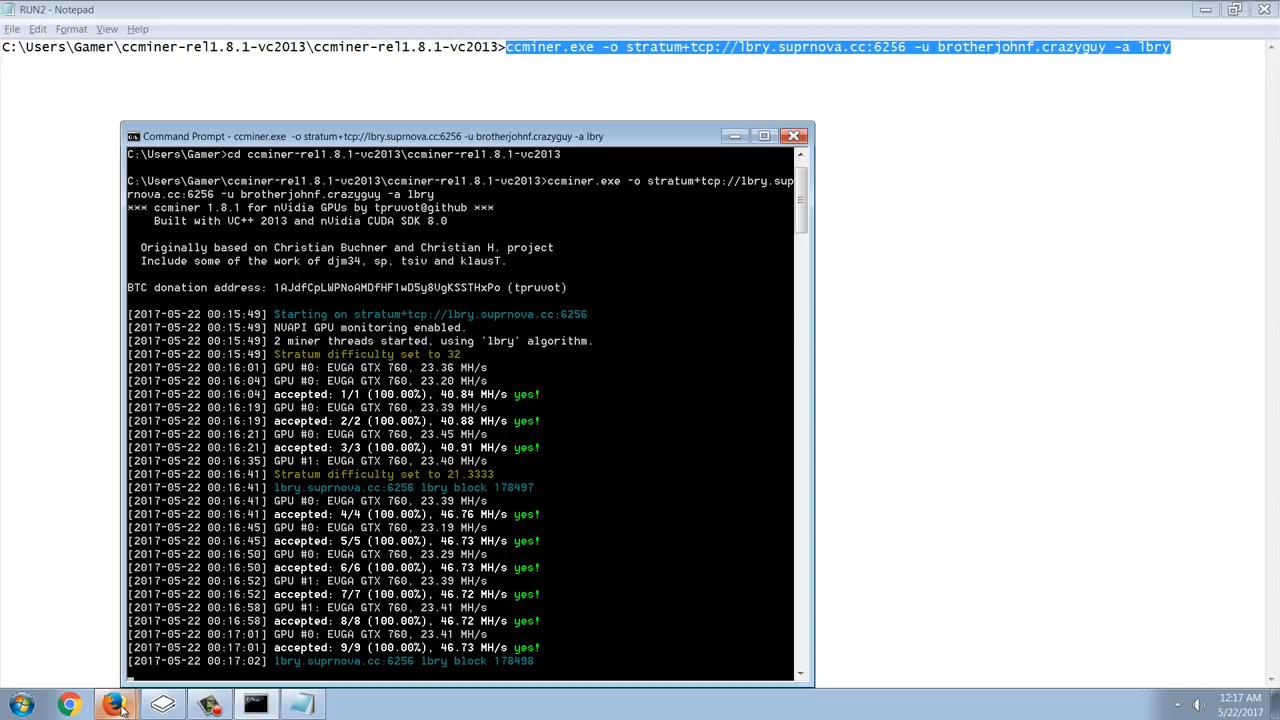 RUN2 - Notepad
File Edit Format View Help
C:\Users\Gamer\ccminer-rel1.8.1-vc2013\ccminer-rel1.8.1-vc2013>ccminer.exe -o stratum+tcp://lbry.suprnova.cc:6256 -u brotherjohnf.crazyguy -a lbry
Command Prompt - ccminer.exe -o stratum+tcp://lbry.suprnova.cc:6256 -u brotherjohnf.crazyguy -a lbry
C:\Users\Gamer>cd ccminer-rel1.8.1-vc2013\ccminer-rel1.8.1-vc2013
C:\Users\Gamer\ccminer-rel1.8.1-vc2013\ccminer-rel1.8.1-vc2013>ccminer.exe -o stratum+tcp://lbry.sup
rnova.cc:6256 -u brotherjohnf.crazyguy -a lbry
*** ccminer 1.8.1 for nVidia GPUs by tpruvot@github ***
Built with VC++ 2013 and nVidia CUDA SDK 8.0
Originally based on Christian Buchner and Christian H. project
Include some of the work of djm34, sp, tsiv and klausT.
BTC donation address: 1AJdfCpLWPNoAMDfHF1wD5y8VgKSSTHxPo (tpruvot)
[2017-05-22 00:15:49] Starting on stratum+tcp://lbry.suprnova.cc:6256
[2017-05-22 00:15:49] NVAPI GPU monitoring enabled.
[2017-05-22 00:15:49] 2 miner threads started, using 'lbry' algorithm.
[2017-05-22 00:15:49] Stratum difficulty set to 32
[2017-05-22 00:16:01] GPU #0: EVGA GTX 760, 23.36 MH/s
[2017-05-22 00:16:04] GPU #0: EVGA GTX 760, 23.20 MH/s
[2017-05-22 00:16:04] accepted: 1/1 (100.00%), 40.84 MH/s yes!
[2017-05-22 00:16:19] GPU #0: EVGA GTX 760, 23.39 MH/s
[2017-05-22 00:16:19] accepted: 2/2 (100.00%), 40.88 MH/s yes!
[2017-05-22 00:16:21] GPU #0: EVGA GTX 760, 23.45 MH/s
[2017-05-22 00:16:21] accepted: 3/3 (100.00%), 40.91 MH/s yes!
[2017-05-22 00:16:35] GPU #1: EVGA GTX 760, 23.40 MH/s
[2017-05-22 00:16:41] Stratum difficulty set to 21.3333
[2017-05-22 00:16:41] lbry.suprnova.cc:6256 lbry block 178497
[2017-05-22 00:16:41] GPU #0: EVGA GTX 760, 23.39 MH/s
[2017-05-22 00:16:41] accepted: 4/4 (100.00%), 46.76 MH/s yes!
[2017-05-22 00:16:45] GPU #0: EVGA GTX 760, 23.19 MH/s
[2017-05-22 00:16:45] accepted: 5/5 (100.00%), 46.73 MH/s yes!
[2017-05-22 00:16:50] GPU #0: EVGA GTX 760, 23.29 MH/s
[2017-05-22 00:16:50] accepted: 6/6 (100.00%), 46.73 MH/s yes!
[2017-05-22 00:16:52] GPU #1: EVGA GTX 760, 23.39 MH/s
[2017-05-22 00:16:52] accepted: 7/7 (100.00%), 46.72 MH/s yes!
[2017-05-22 00:16:58] GPU #1: EVGA GTX 760, 23.41 MH/s
[2017-05-22 00:16:58] accepted: 8/8 (100.00%), 46.72 MH/s yes!
[2017-05-22 00:17:01] GPU #0: EVGA GTX 760, 23.41 MH/s
[2017-05-22 00:17:01] accepted: 9/9 (100.00%), 46.73 MH/s yes!
[2017-05-22 00:17:02] lbry.suprnova.cc:6256 lbry block 178498
12:17 AM
5/22/2017